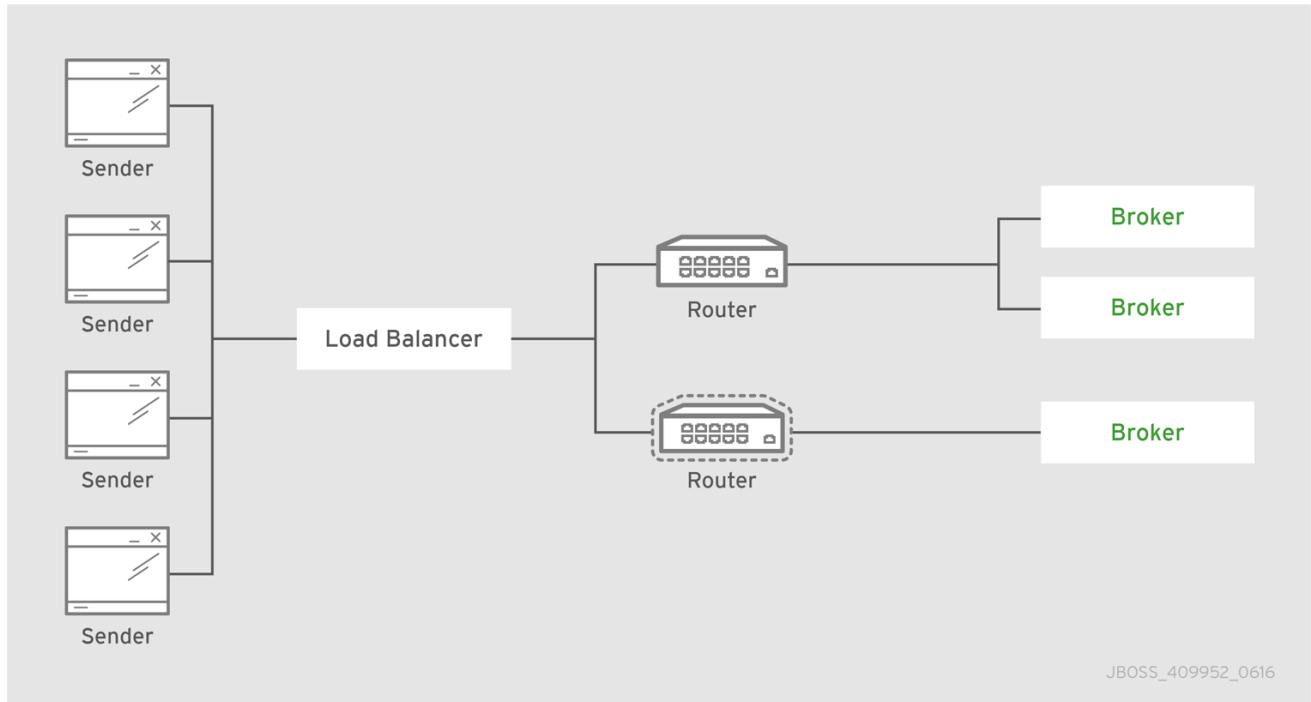 Sender
Sender
Sender
Sender
Load Balancer
Router
Router
Broker
Broker
Broker
JBOSS_409952_0616